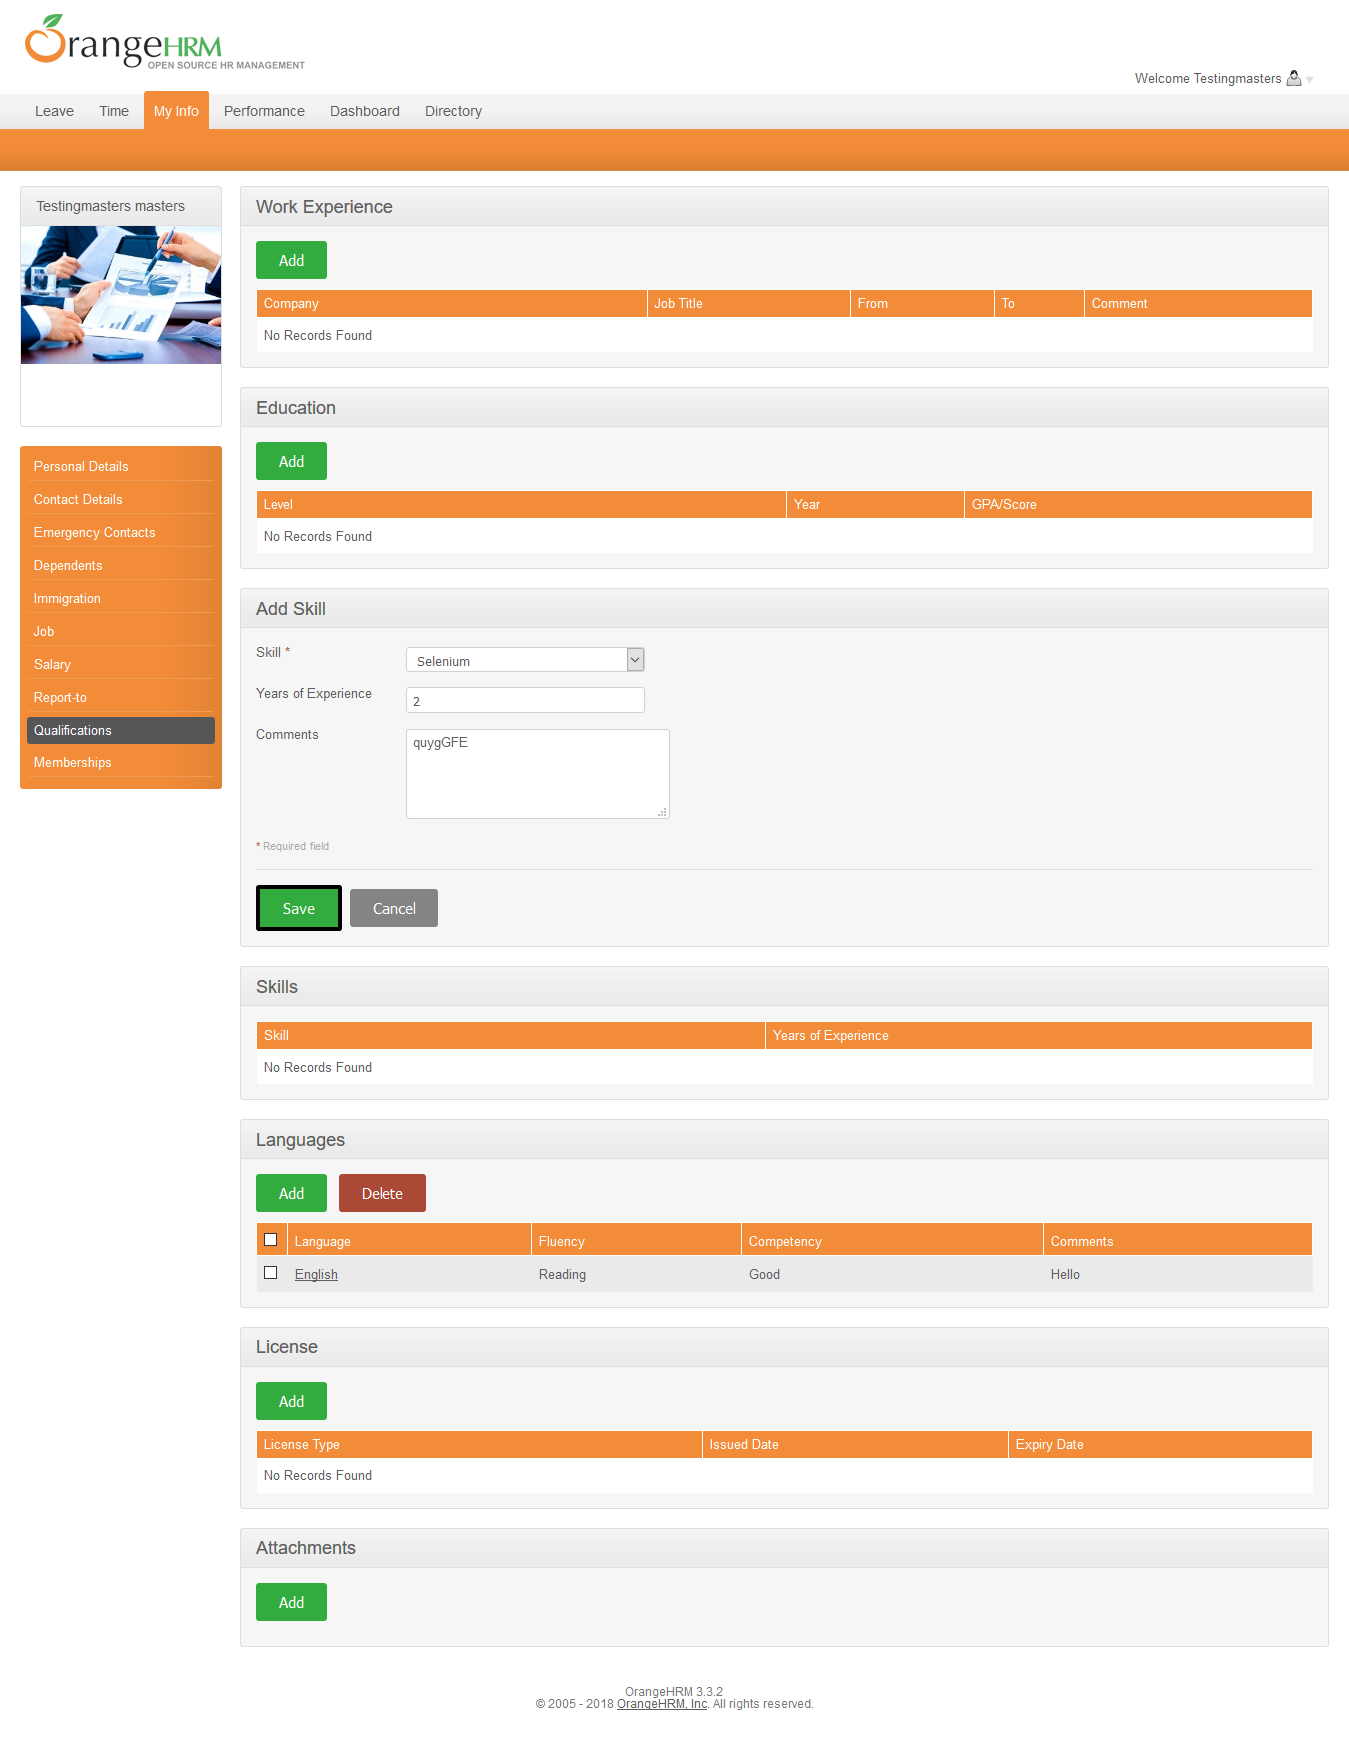 OrangeHRM
OPEN SOURCE HR MANAGEMENT
Welcome Testingmasters
Leave Time My Info Performance Dashboard Directory
Testingmasters masters
Personal Details
Contact Details
Emergency Contacts
Dependents
Immigration
Job
Salary
Report-to
Qualifications
Memberships
Work Experience
Add
Company Job Title From To Comment
No Records Found
Education
Add
Level Year GPA/Score
No Records Found
Add Skill
Skill * Selenium
Years of Experience 2
Comments quygGFE
* Required field
Save Cancel
Skills
Skill Years of Experience
No Records Found
Languages
Add Delete
Language Fluency Competency Comments
English Reading Good Hello
License
Add
License Type Issued Date Expiry Date
No Records Found
Attachments
Add
OrangeHRM 3.3.2
© 2005 - 2018 OrangeHRM, Inc. All rights reserved.